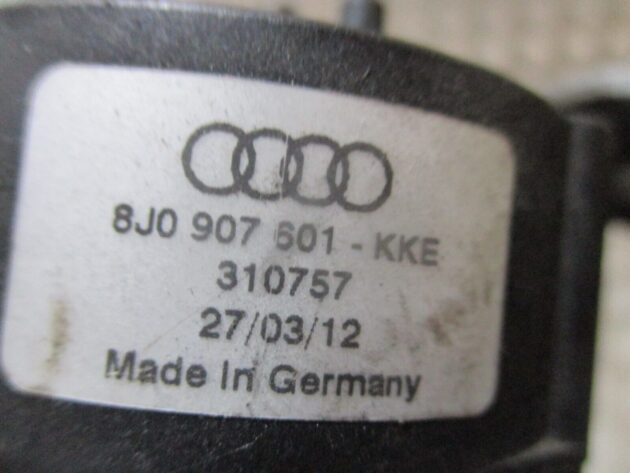 8J0 907 601 - KKE
310757
27/03/12
Made In Germany